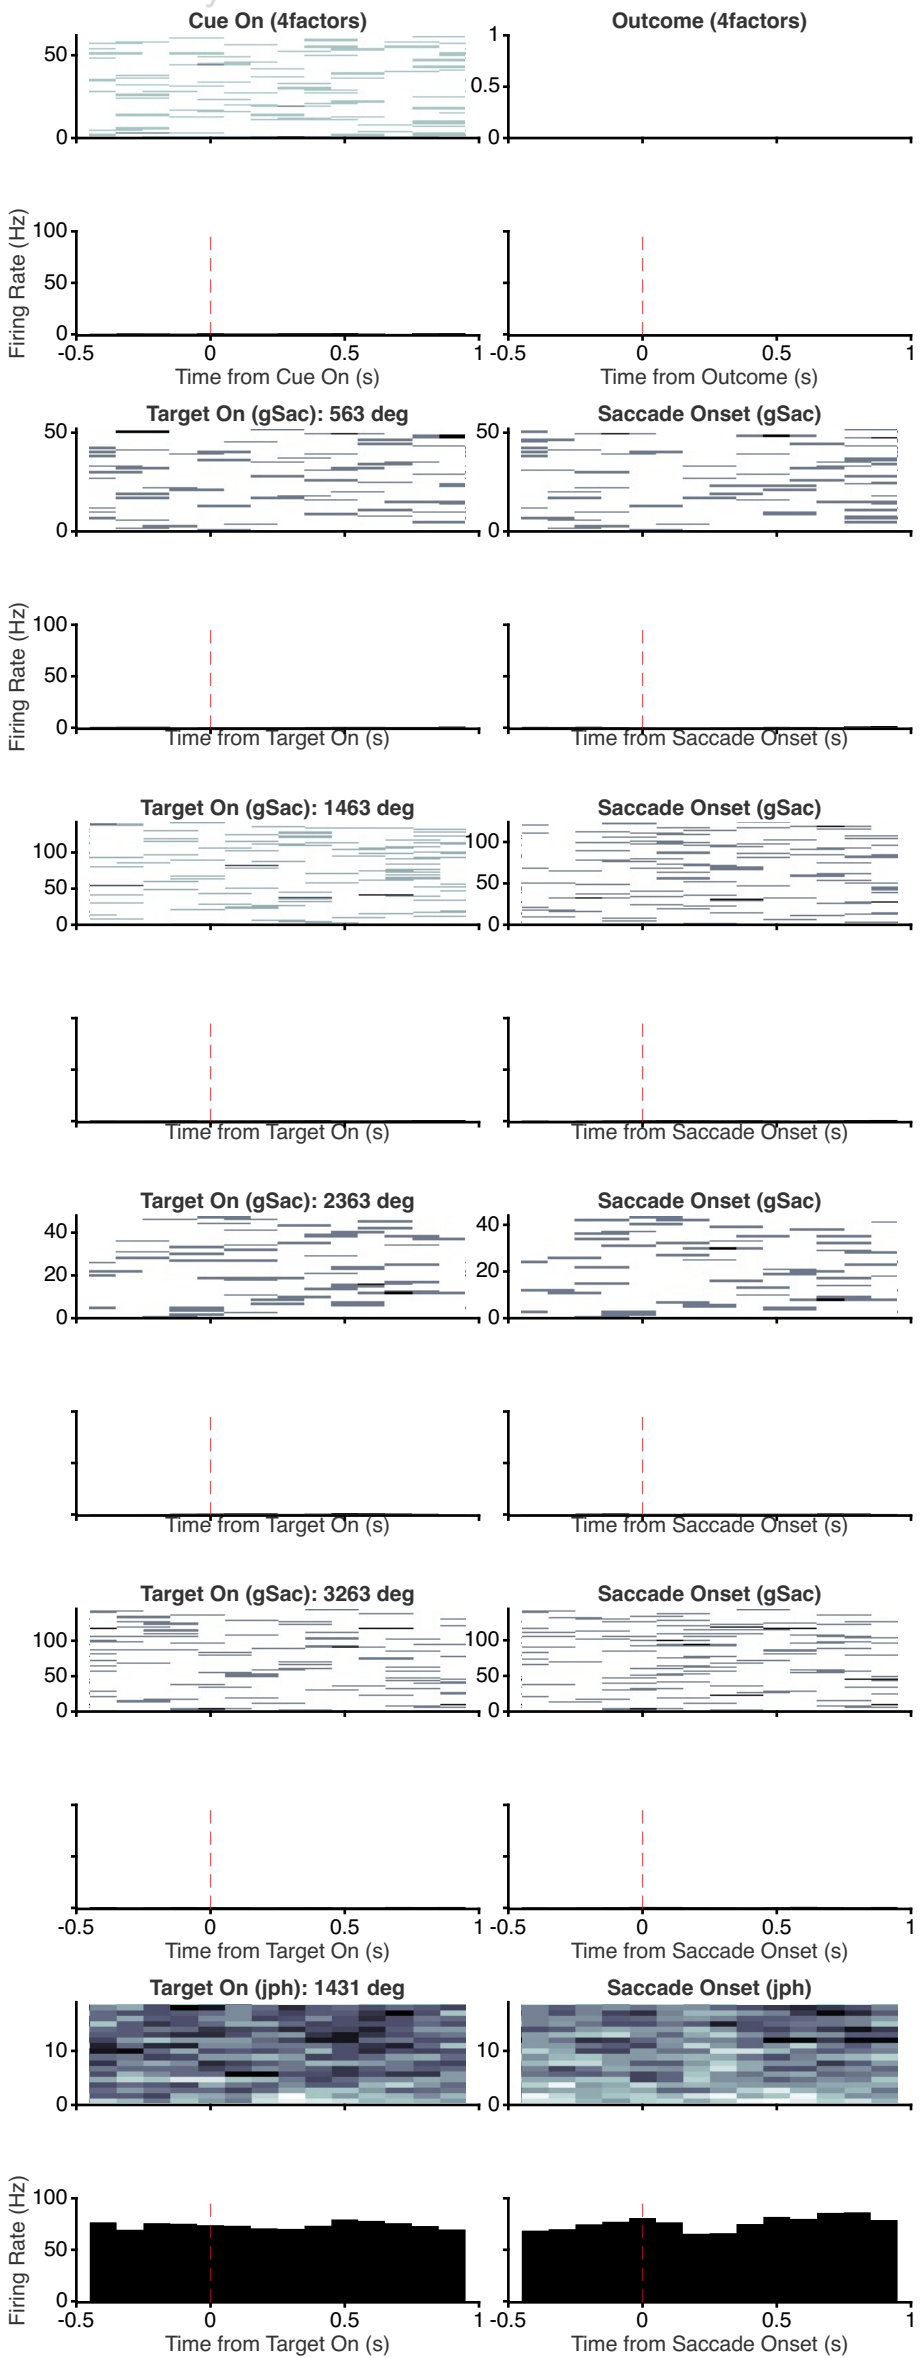 Cue On (4factors)
Outcome (4factors)
50
0
1
0.5
0
Firing Rate (Hz)
100
50
0
-0.5 0 0.5 1
-0.5 0 0.5 1
Time from Cue On (s)
Time from Outcome (s)
Target On (gSac): 563 deg
Saccade Onset (gSac)
50
0
50
0
Firing Rate (Hz)
100
50
0
Time from Target On (s)
Time from Saccade Onset (s)
Target On (gSac): 1463 deg
Saccade Onset (gSac)
100
50
0
100
50
0
Time from Target On (s)
Time from Saccade Onset (s)
Target On (gSac): 2363 deg
Saccade Onset (gSac)
40
20
0
40
20
0
Time from Target On (s)
Time from Saccade Onset (s)
Target On (gSac): 3263 deg
Saccade Onset (gSac)
100
50
0
100
50
0
-0.5 0 0.5 1
-0.5 0 0.5 1
Time from Target On (s)
Time from Saccade Onset (s)
Target On (jph): 1431 deg
Saccade Onset (jph)
10
0
10
0
Firing Rate (Hz)
100
50
0
-0.5 0 0.5 1
-0.5 0 0.5 1
Time from Target On (s)
Time from Saccade Onset (s)